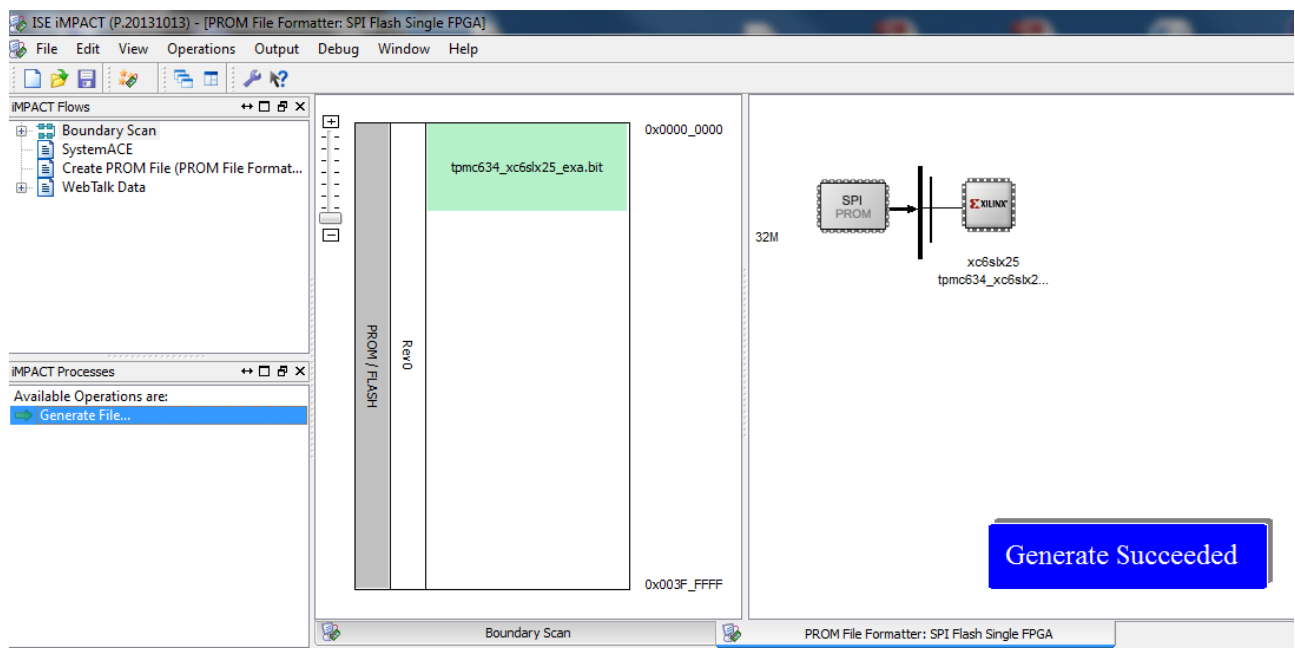 ISE iMPACT (P.20131013) - [PROM File Formatter: SPI Flash Single FPGA]
File Edit View Operations Output Debug Window Help
iMPACT Flows
Boundary Scan
SystemACE
Create PROM File (PROM File Format...
WebTalk Data
iMPACT Processes
Available Operations are:
Generate File...
PROM / FLASH
Rev0
tpmc634_xc6slx25_exa.bit
0x0000_0000
0x003F_FFFF
32M
SPI
PROM
XILINX
xc6slx25
tpmc634_xc6slx2...
Generate Succeeded
Boundary Scan
PROM File Formatter: SPI Flash Single FPGA